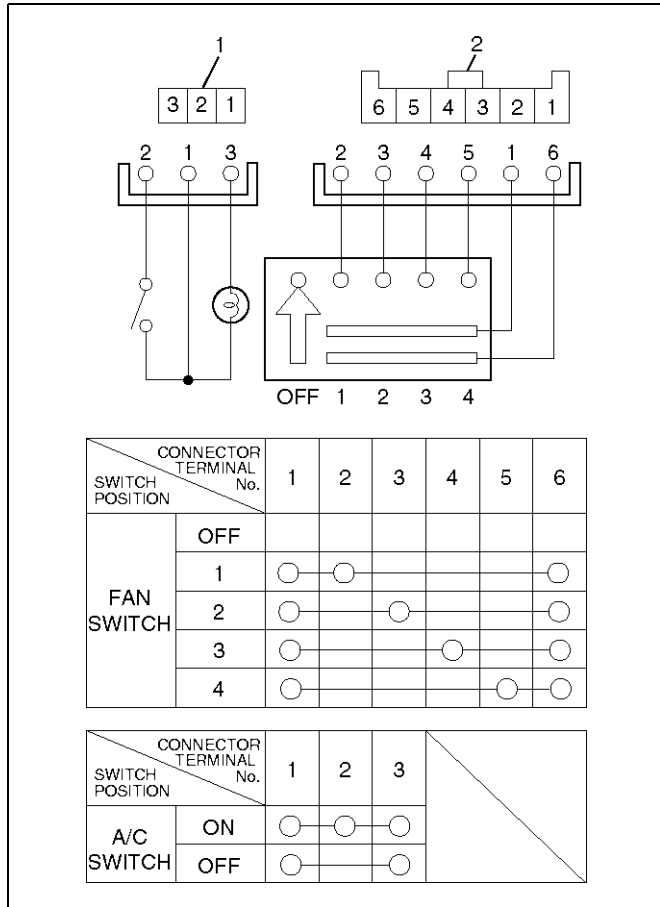 1 2
3 2 1 6 5 4 3 2 1
2 1 3 2 3 4 5 1 6
OFF 1 2 3 4
CONNECTOR
TERMINAL
No.
SWITCH
POSITION
1 2 3 4 5 6
FAN
SWITCH
OFF
1
2
3
4
CONNECTOR
TERMINAL
No.
SWITCH
POSITION
1 2 3
A/C
SWITCH
ON
OFF